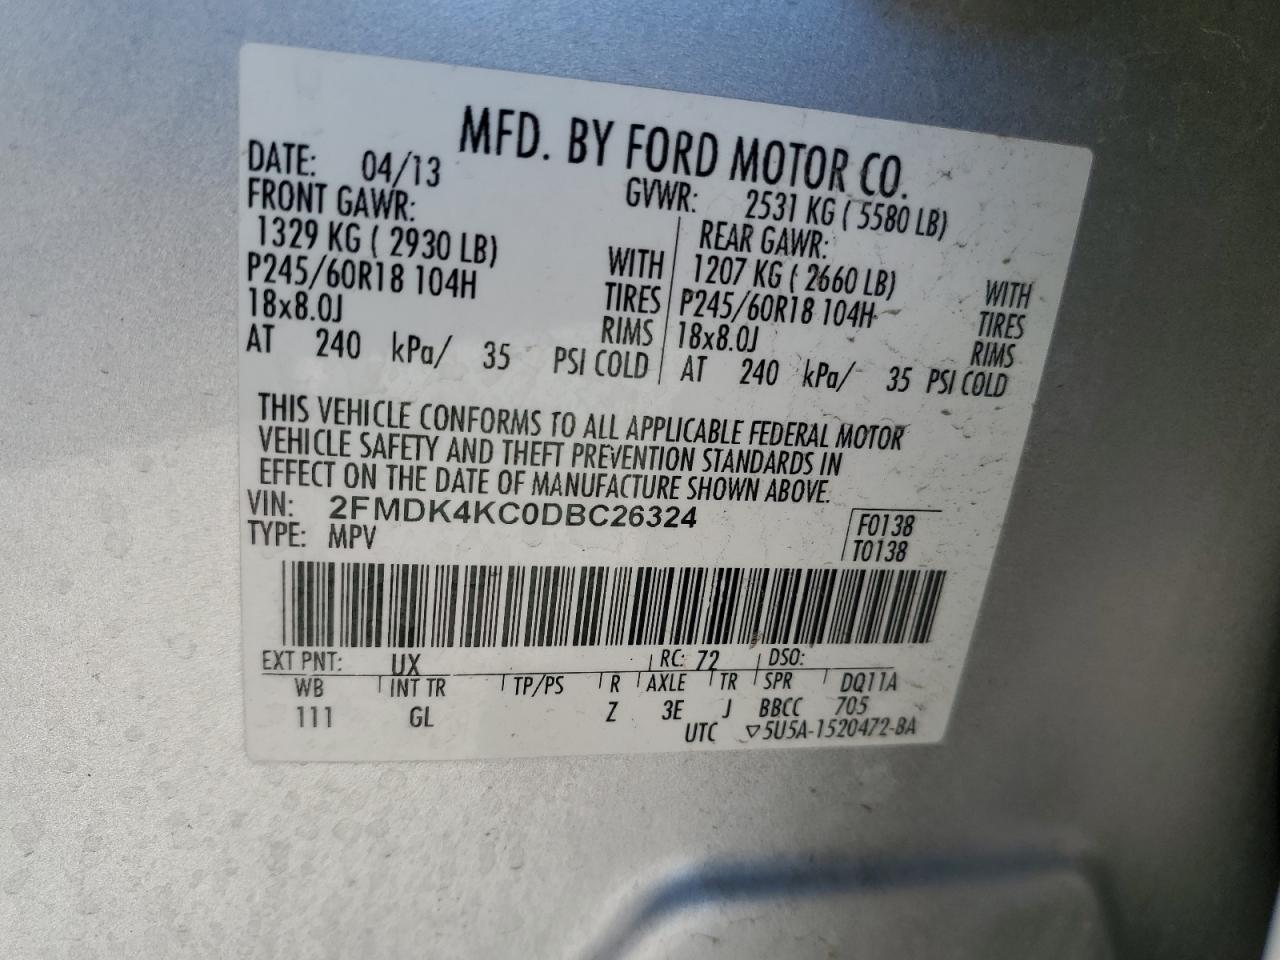 MFD. BY FORD MOTOR CO.
DATE: 04/13 GVWR: 2531 KG ( 5580 LB)
FRONT GAWR: REAR GAWR:
1329 KG ( 2930 LB) WITH 1207 KG ( 2660 LB) WITH
P245/60R18 104H TIRES P245/60R18 104H TIRES
18x8.0J RIMS 18x8.0J RIMS
AT 240 kPa/ 35 PSI COLD AT 240 kPa/ 35 PSI COLD
THIS VEHICLE CONFORMS TO ALL APPLICABLE FEDERAL MOTOR
VEHICLE SAFETY AND THEFT PREVENTION STANDARDS IN
EFFECT ON THE DATE OF MANUFACTURE SHOWN ABOVE.
VIN: 2FMDK4KC0DBC26324 F0138
TYPE: MPV T0138
EXT PNT: UX RC: 72 DSO:
WB INT TR TP/PS R AXLE TR SPR DQ11A
111 GL Z 3E J BBCC 705
UTC ▽5U5A-1520472-BA